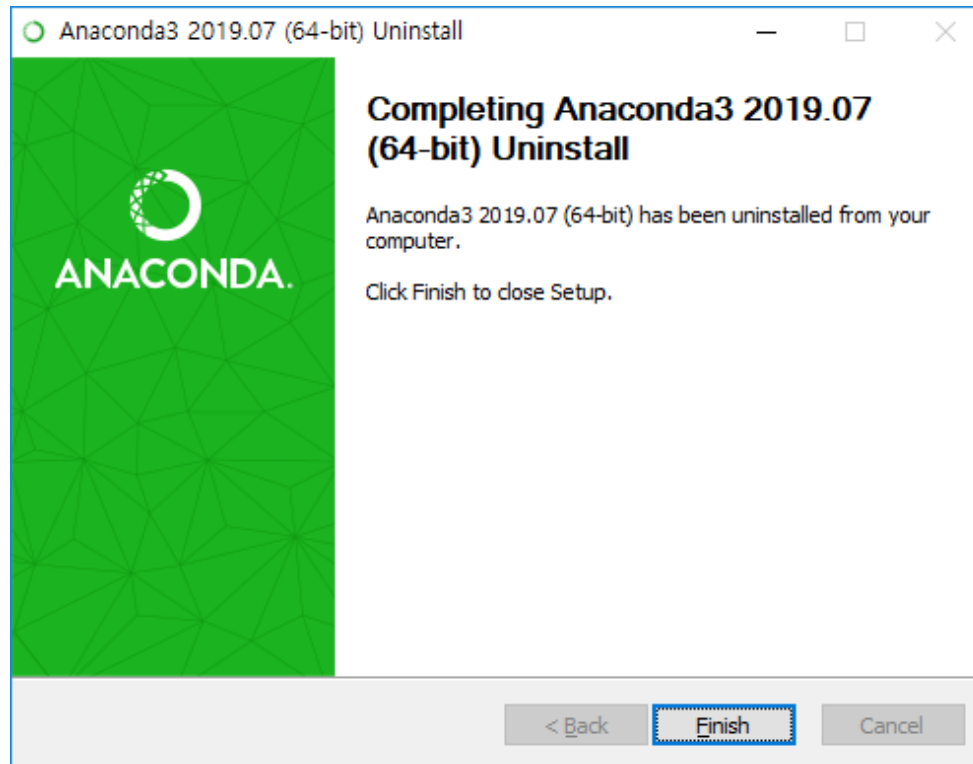 Anaconda3 2019.07 (64-bit) Uninstall
Completing Anaconda3 2019.07
(64-bit) Uninstall
Anaconda3 2019.07 (64-bit) has been uninstalled from your
computer.
Click Finish to close Setup.
ANACONDA.
< Back
Finish
Cancel